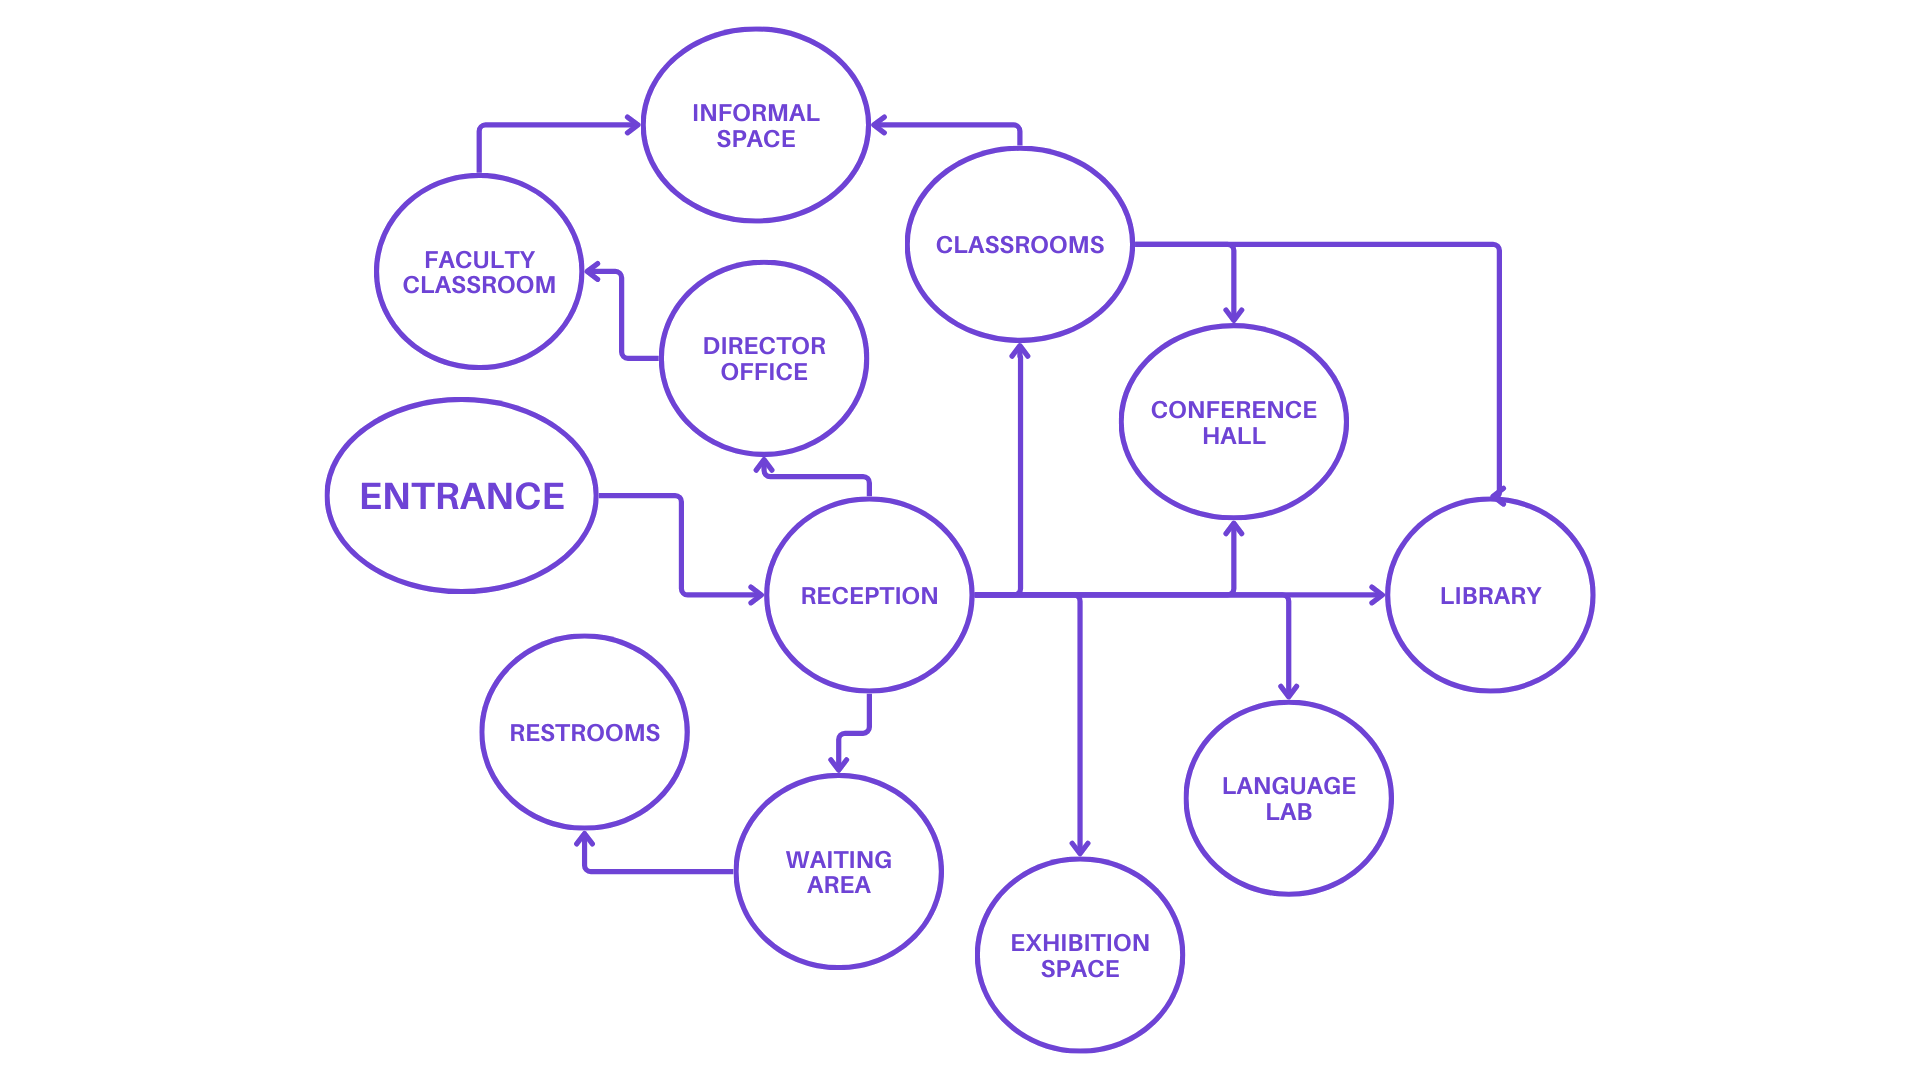 INFORMAL
SPACE
CLASSROOMS
FACULTY
CLASSROOM
DIRECTOR
OFFICE
CONFERENCE
HALL
ENTRANCE
RECEPTION
LIBRARY
RESTROOMS
LANGUAGE
LAB
WAITING
AREA
EXHIBITION
SPACE